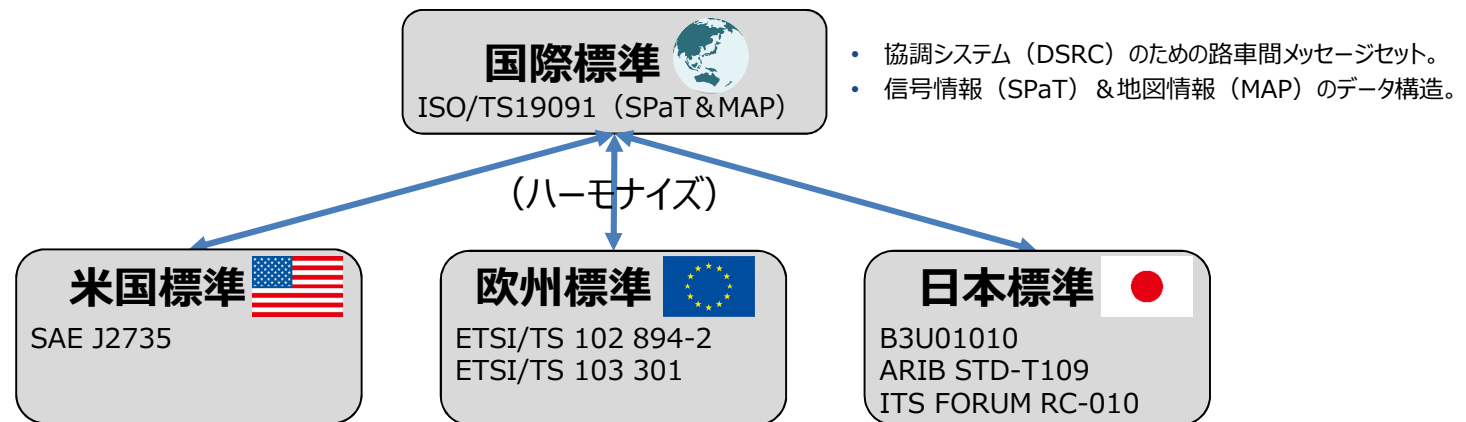 国際標準
ISO/TS19091（SPaT＆MAP）
• 協調システム（DSRC）のための路車間メッセージセット。
• 信号情報（SPaT）＆地図情報（MAP）のデータ構造。
（ハーモナイズ）
米国標準
SAE J2735
欧州標準
ETSI/TS 102 894-2
ETSI/TS 103 301
日本標準
B3U01010
ARIB STD-T109
ITS FORUM RC-010